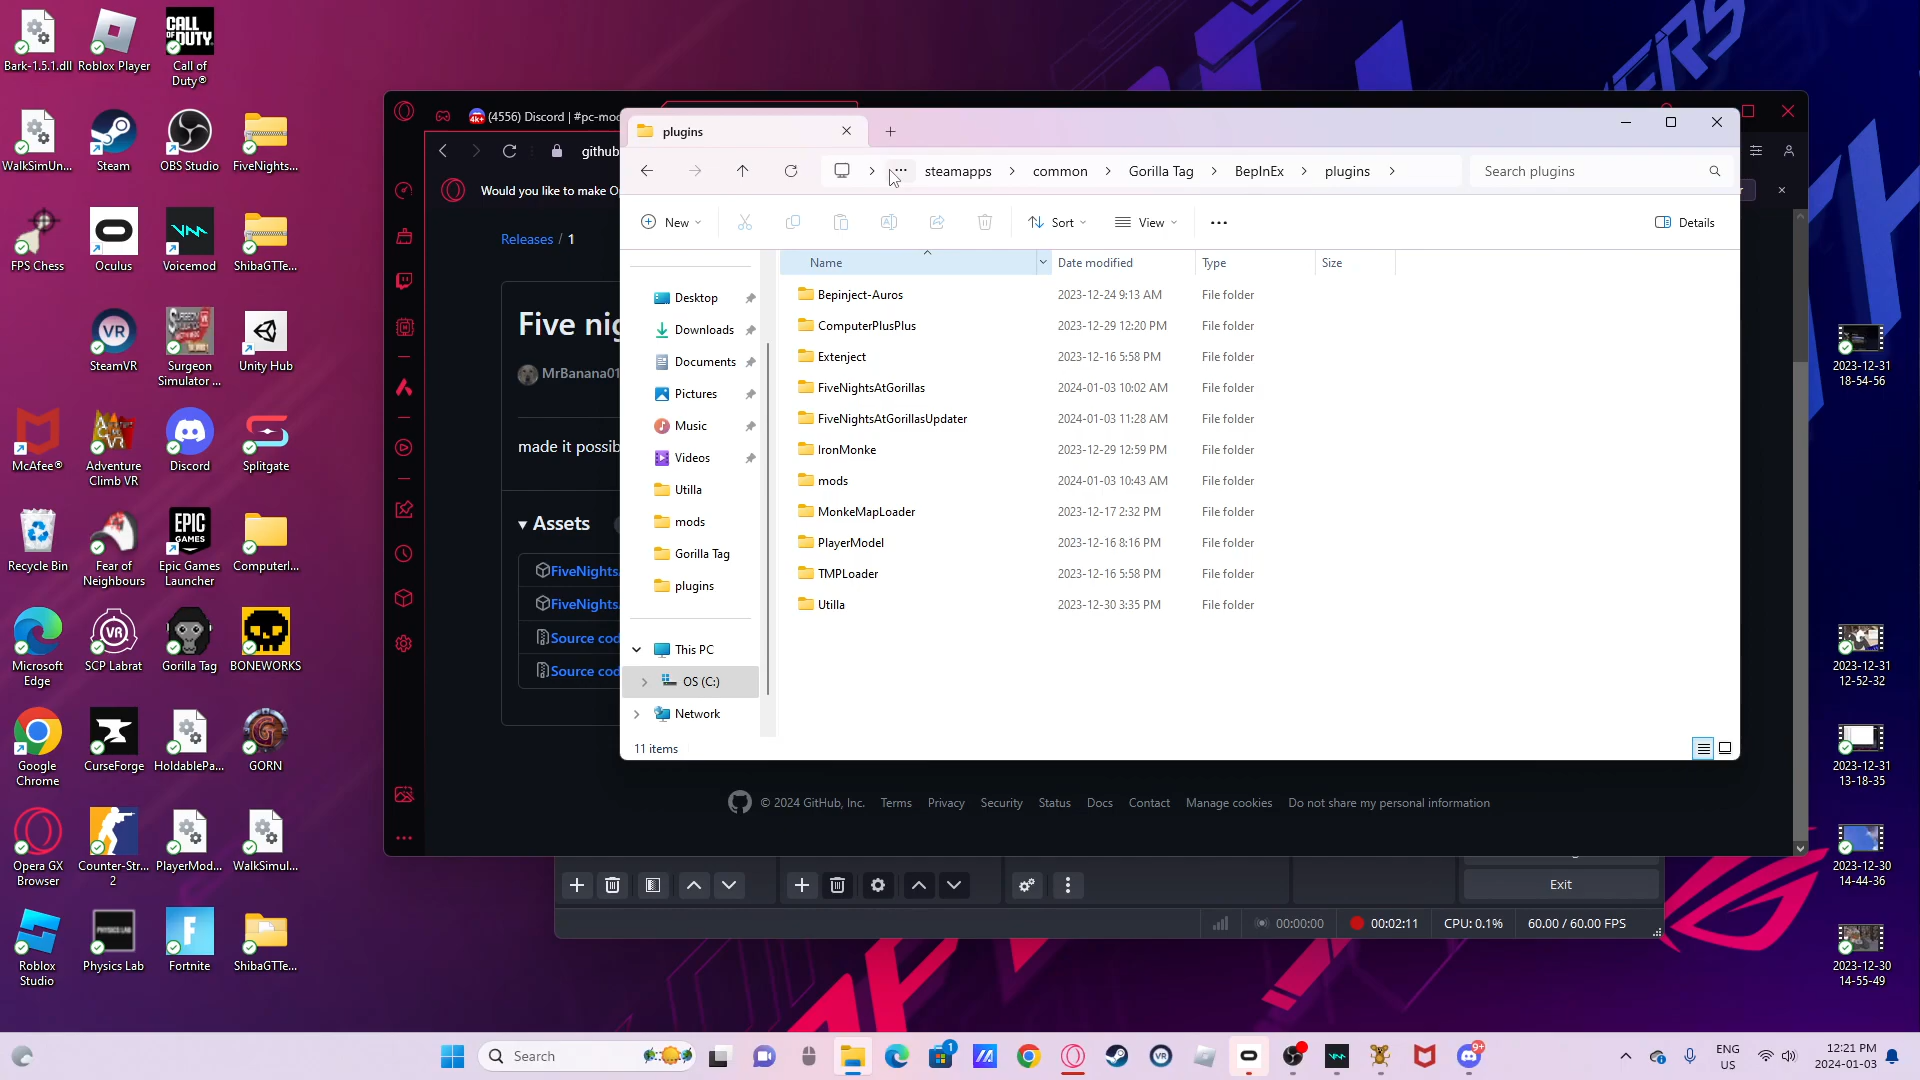 Bark-1.5.1.dll
Roblox Player
CALL OF DUTY
Call of
Duty®
WalkSimUn...
Steam
OBS Studio
FiveNights...
FPS Chess
Oculus
Voicemod
ShibaGTTe...
SteamVR
Surgeon
Simulator ...
Unity Hub
McAfee®
Adventure
Climb VR
Discord
Splitgate
Recycle Bin
Fear of
Neighbours
EPIC
GAMES
Epic Games
Launcher
ComputerI...
Microsoft
Edge
SCP Labrat
Gorilla Tag
BONEWORKS
Google
Chrome
CurseForge
HoldablePa...
GORN
Opera GX
Browser
Counter-Str...
2
PlayerMod...
WalkSimul...
Roblox
Studio
PHYSICS LAB
Physics Lab
Fortnite
ShibaGTTe...
(4556) Discord | #pc-mo
github
Would you like to make O
Releases / 1
Five nig
MrBanana01
made it possib
Assets
FiveNights
FiveNights
Source cod
Source cod
© 2024 GitHub, Inc. Terms Privacy Security Status Docs Contact Manage cookies Do not share my personal information
plugins
... steamapps > common > Gorilla Tag > BepInEx > plugins >
Search plugins
New
Sort
View
Details
Name Date modified Type Size
Desktop
Downloads
Documents
Pictures
Music
Videos
Utilla
mods
Gorilla Tag
plugins
This PC
OS (C:)
Network
Bepinject-Auros 2023-12-24 9:13 AM File folder
ComputerPlusPlus 2023-12-29 12:20 PM File folder
Extenject 2023-12-16 5:58 PM File folder
FiveNightsAtGorillas 2024-01-03 10:02 AM File folder
FiveNightsAtGorillasUpdater 2024-01-03 11:28 AM File folder
IronMonke 2023-12-29 12:59 PM File folder
mods 2024-01-03 10:43 AM File folder
MonkeMapLoader 2023-12-17 2:32 PM File folder
PlayerModel 2023-12-16 8:16 PM File folder
TMPLoader 2023-12-16 5:58 PM File folder
Utilla 2023-12-30 3:35 PM File folder
11 items
Exit
00:00:00
00:02:11
CPU: 0.1%
60.00 / 60.00 FPS
2023-12-31
18-54-56
2023-12-31
12-52-32
2023-12-31
13-18-35
2023-12-30
14-44-36
2023-12-30
14-55-49
Search
1
9+
ENG
US
12:21 PM
2024-01-03